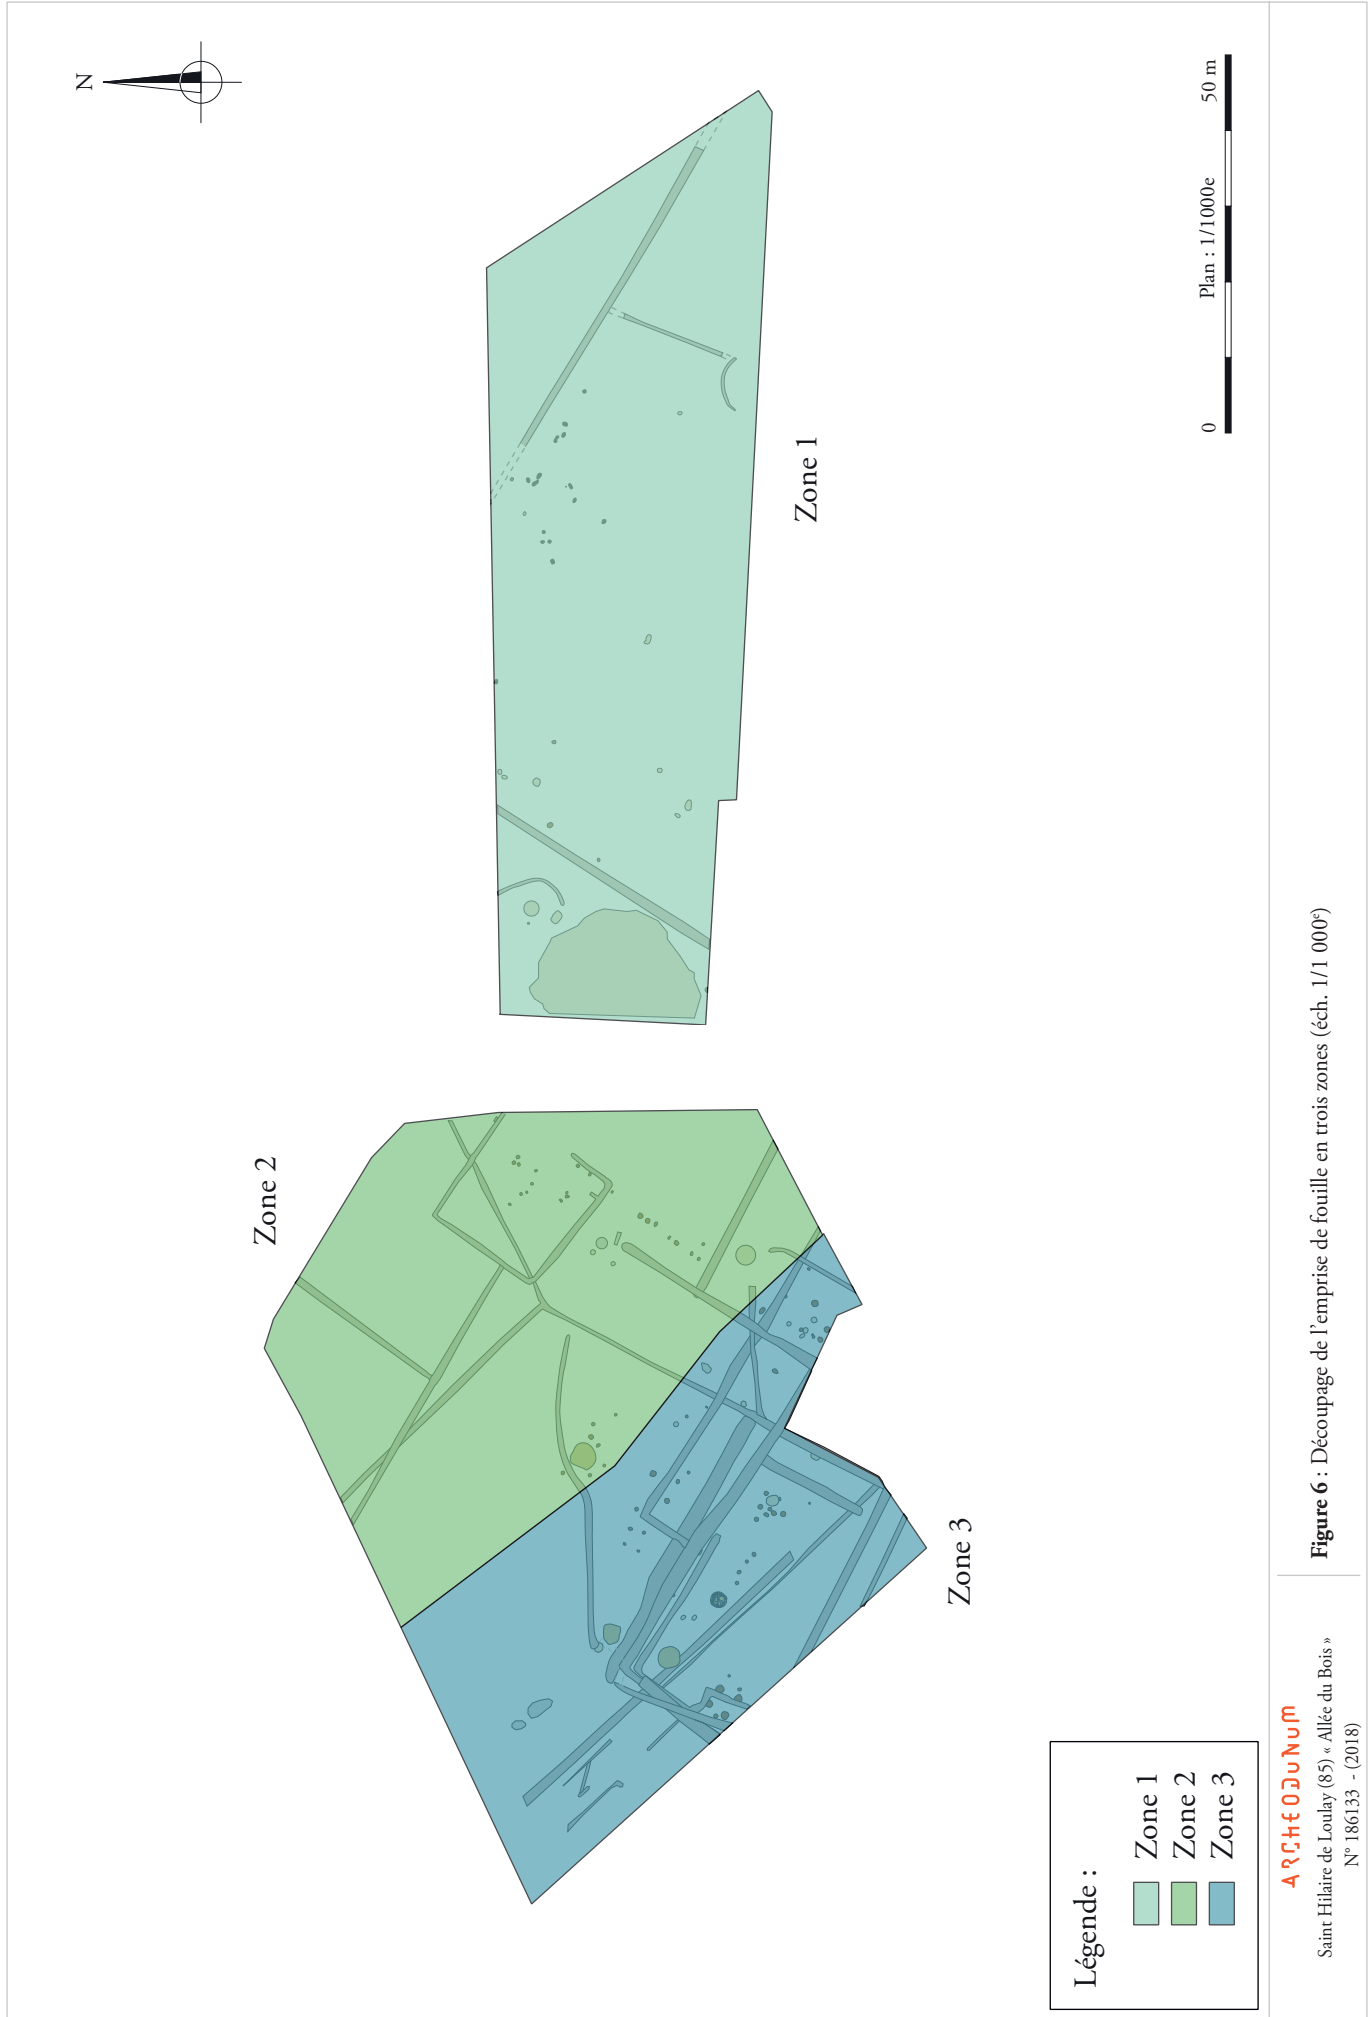 N
Zone 2
Zone 1
Zone 3
0
Plan : 1/1000e
50 m
Légende :
Zone 1
Zone 2
Zone 3
ARCHEODUNUM
Saint Hilaire de Loulay (85) « Allée du Bois »
N° 186133 - (2018)
Figure 6 : Découpage de l'emprise de fouille en trois zones (éch. 1/1 000e)